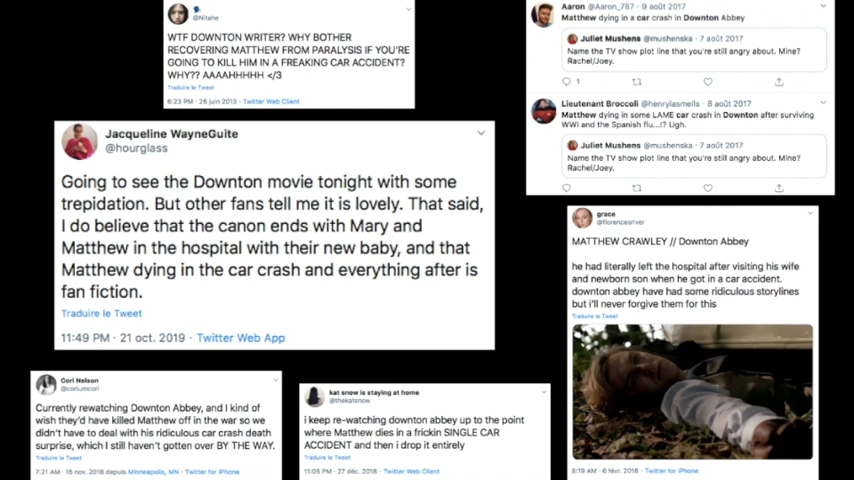 @Nitahe
WTF DOWNTON WRITER? WHY BOTHER
RECOVERING MATTHEW FROM PARALYSIS IF YOU'RE
GOING TO KILL HIM IN A FREAKING CAR ACCIDENT?
WHY?? AAAAHHHHH </3
Traduire le Tweet
6:23 PM · 26 juin 2013 · Twitter Web Client
Aaron @Aaron_787 · 9 août 2017
Matthew dying in a car crash in Downton Abbey
Juliet Mushens @mushenska · 7 août 2017
Name the TV show plot line that you're still angry about. Mine?
Rachel/Joey.
1
Lieutenant Broccoli @henrylasmells · 8 août 2017
Matthew dying in some LAME car crash in Downton after surviving
WWI and the Spanish flu...!? Ugh.
Juliet Mushens @mushenska · 7 août 2017
Name the TV show plot line that you're still angry about. Mine?
Rachel/Joey.
Jacqueline WayneGuite
@hourglass
Going to see the Downton movie tonight with some
trepidation. But other fans tell me it is lovely. That said,
I do believe that the canon ends with Mary and
Matthew in the hospital with their new baby, and that
Matthew dying in the car crash and everything after is
fan fiction.
Traduire le Tweet
11:49 PM · 21 oct. 2019 · Twitter Web App
grace
@florencesriver
MATTHEW CRAWLEY // Downton Abbey
he had literally left the hospital after visiting his wife
and newborn son when he got in a car accident.
downton abbey have had some ridiculous storylines
but i'll never forgive them for this
Traduire le Tweet
8:19 AM · 6 févr. 2018 · Twitter for iPhone
Cori Nelson
@coriumcori
Currently rewatching Downton Abbey, and I kind of
wish they'd have killed Matthew off in the war so we
didn't have to deal with his ridiculous car crash death
surprise, which I still haven't gotten over BY THE WAY.
Traduire le Tweet
7:21 AM · 15 nov. 2018 depuis Minneapolis, MN · Twitter for iPhone
kat snow is staying at home
@thekatsnow
i keep re-watching downton abbey up to the point
where Matthew dies in a frickin SINGLE CAR
ACCIDENT and then i drop it entirely
Traduire le Tweet
11:05 PM · 27 déc. 2018 · Twitter Web Client